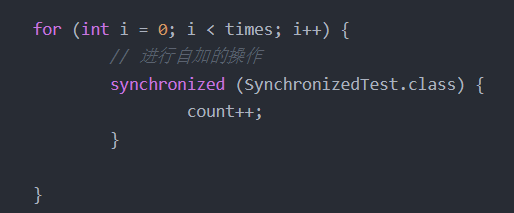 for (int i = 0; i < times; i++) {
// 进行自加的操作
synchronized (SynchronizedTest.class) {
count++;
}
}